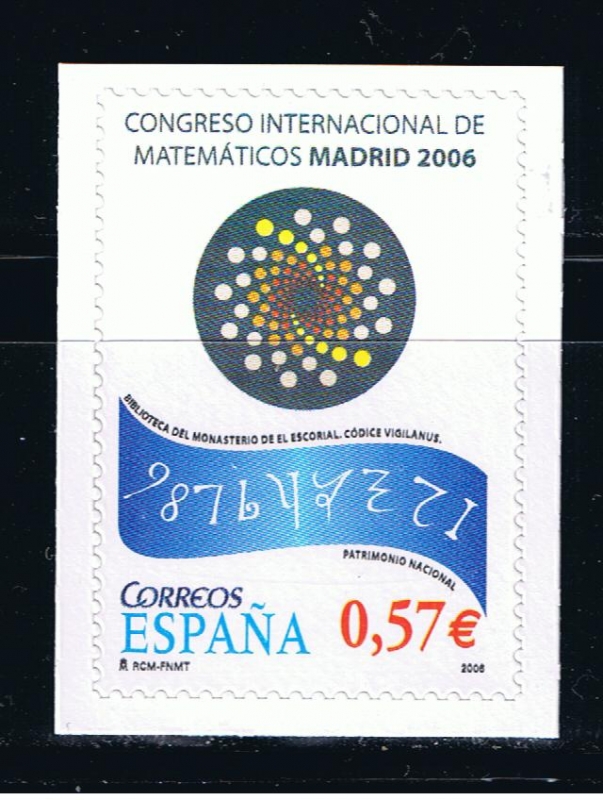 CONGRESO INTERNACIONAL DE
MATEMÁTICOS MADRID 2006
BIBLIOTECA DEL MONASTERIO DE EL ESCORIAL. CÓDICE VIGILANUS.
PATRIMONIO NACIONAL
CORREOS
ESPAÑA 0,57€
RCM-FNMT 2006